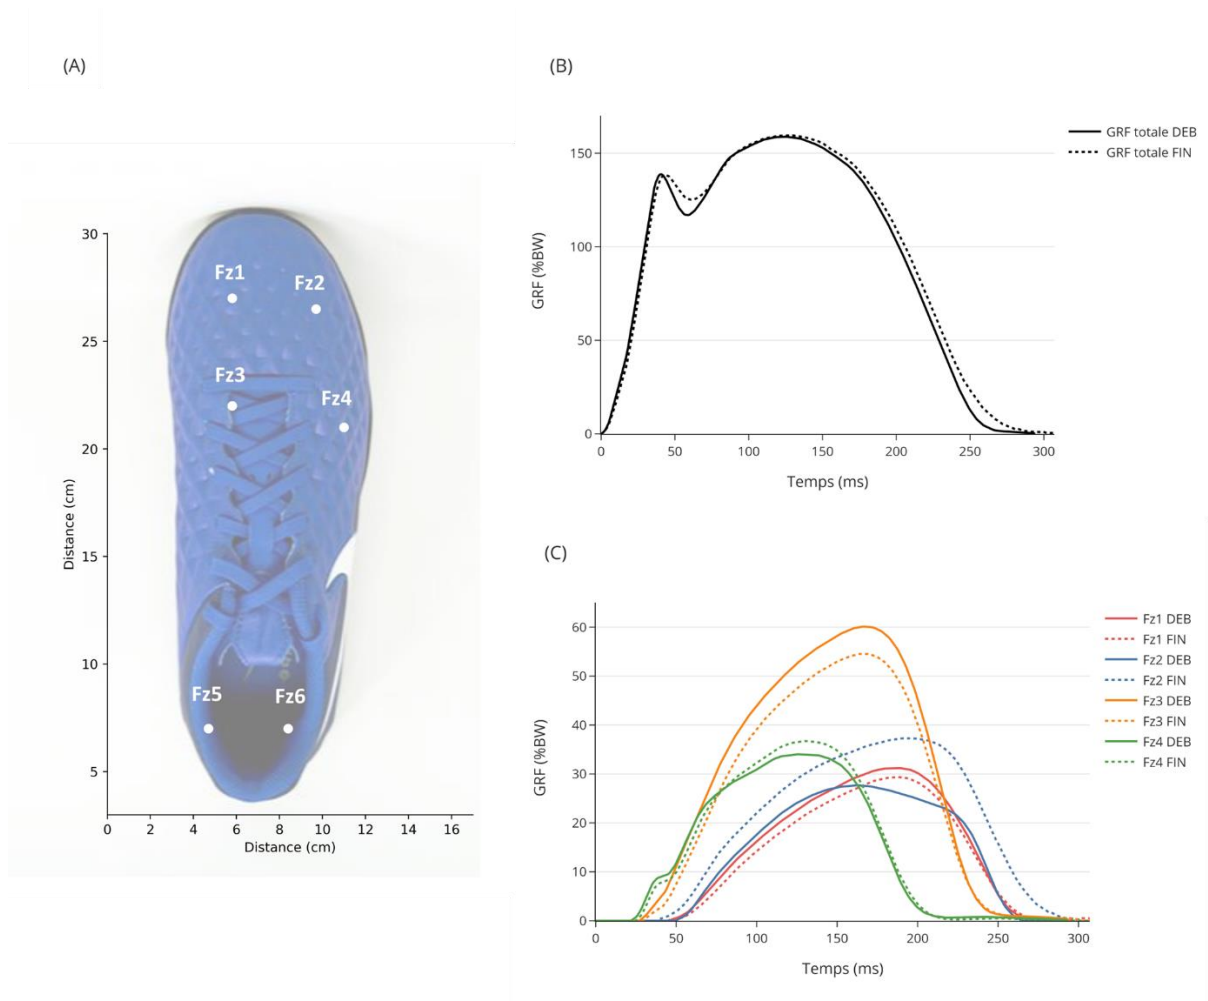 (A)
30
25
20
15
10
5
Distance (cm)
0 2 4 6 8 10 12 14 16
Distance (cm)
Fz1
Fz2
Fz3
Fz4
Fz5
Fz6
(B)
GRF totale DEB
GRF totale FIN
150
100
50
0
GRF (%BW)
0 50 100 150 200 250 300
Temps (ms)
(C)
Fz1 DEB
Fz1 FIN
Fz2 DEB
Fz2 FIN
Fz3 DEB
Fz3 FIN
Fz4 DEB
Fz4 FIN
60
50
40
30
20
10
0
GRF (%BW)
0 50 100 150 200 250 300
Temps (ms)